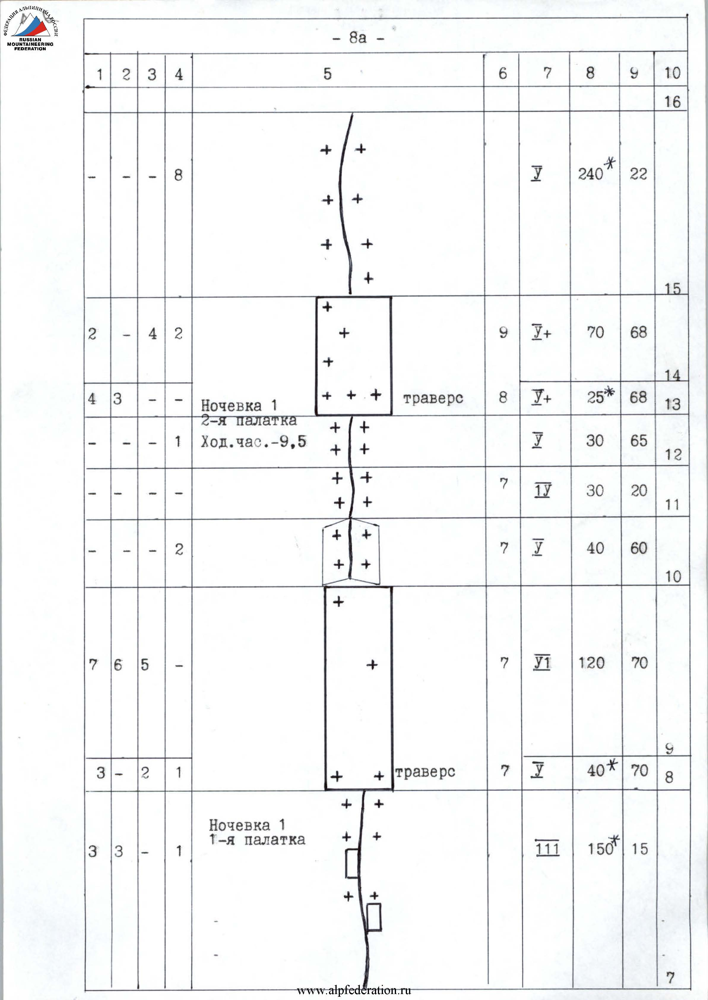 ФЕДЕРАЦИЯ АЛЬПИНИЗМА РОССИИ
RUSSIAN
MOUNTAINEERING
FEDERATION
- 8а -
1 2 3 4 5 6 7 8 9 10
16
- - - 8 У 240* 22
15
2 - 4 2 9 У+ 70 68
14
4 3 - - траверс 8 У+ 25* 68 13
Ночевка 1
2-я палатка
- - - 1 Ход.час.-9,5 У 30 65
12
- - - - 7 1У 30 20
11
- - - 2 7 У 40 60
10
7 6 5 - 7 У1 120 70
9
3 - 2 1 траверс 7 У 40* 70 8
Ночевка 1
1-я палатка
3 3 - 1 111 150* 15
7
www.alpfederation.ru